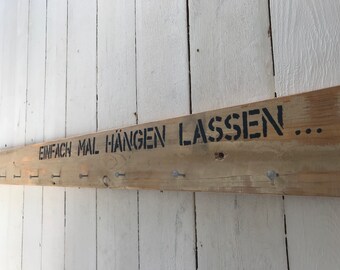 EINFACH MAL HÄNGEN LASSEN...